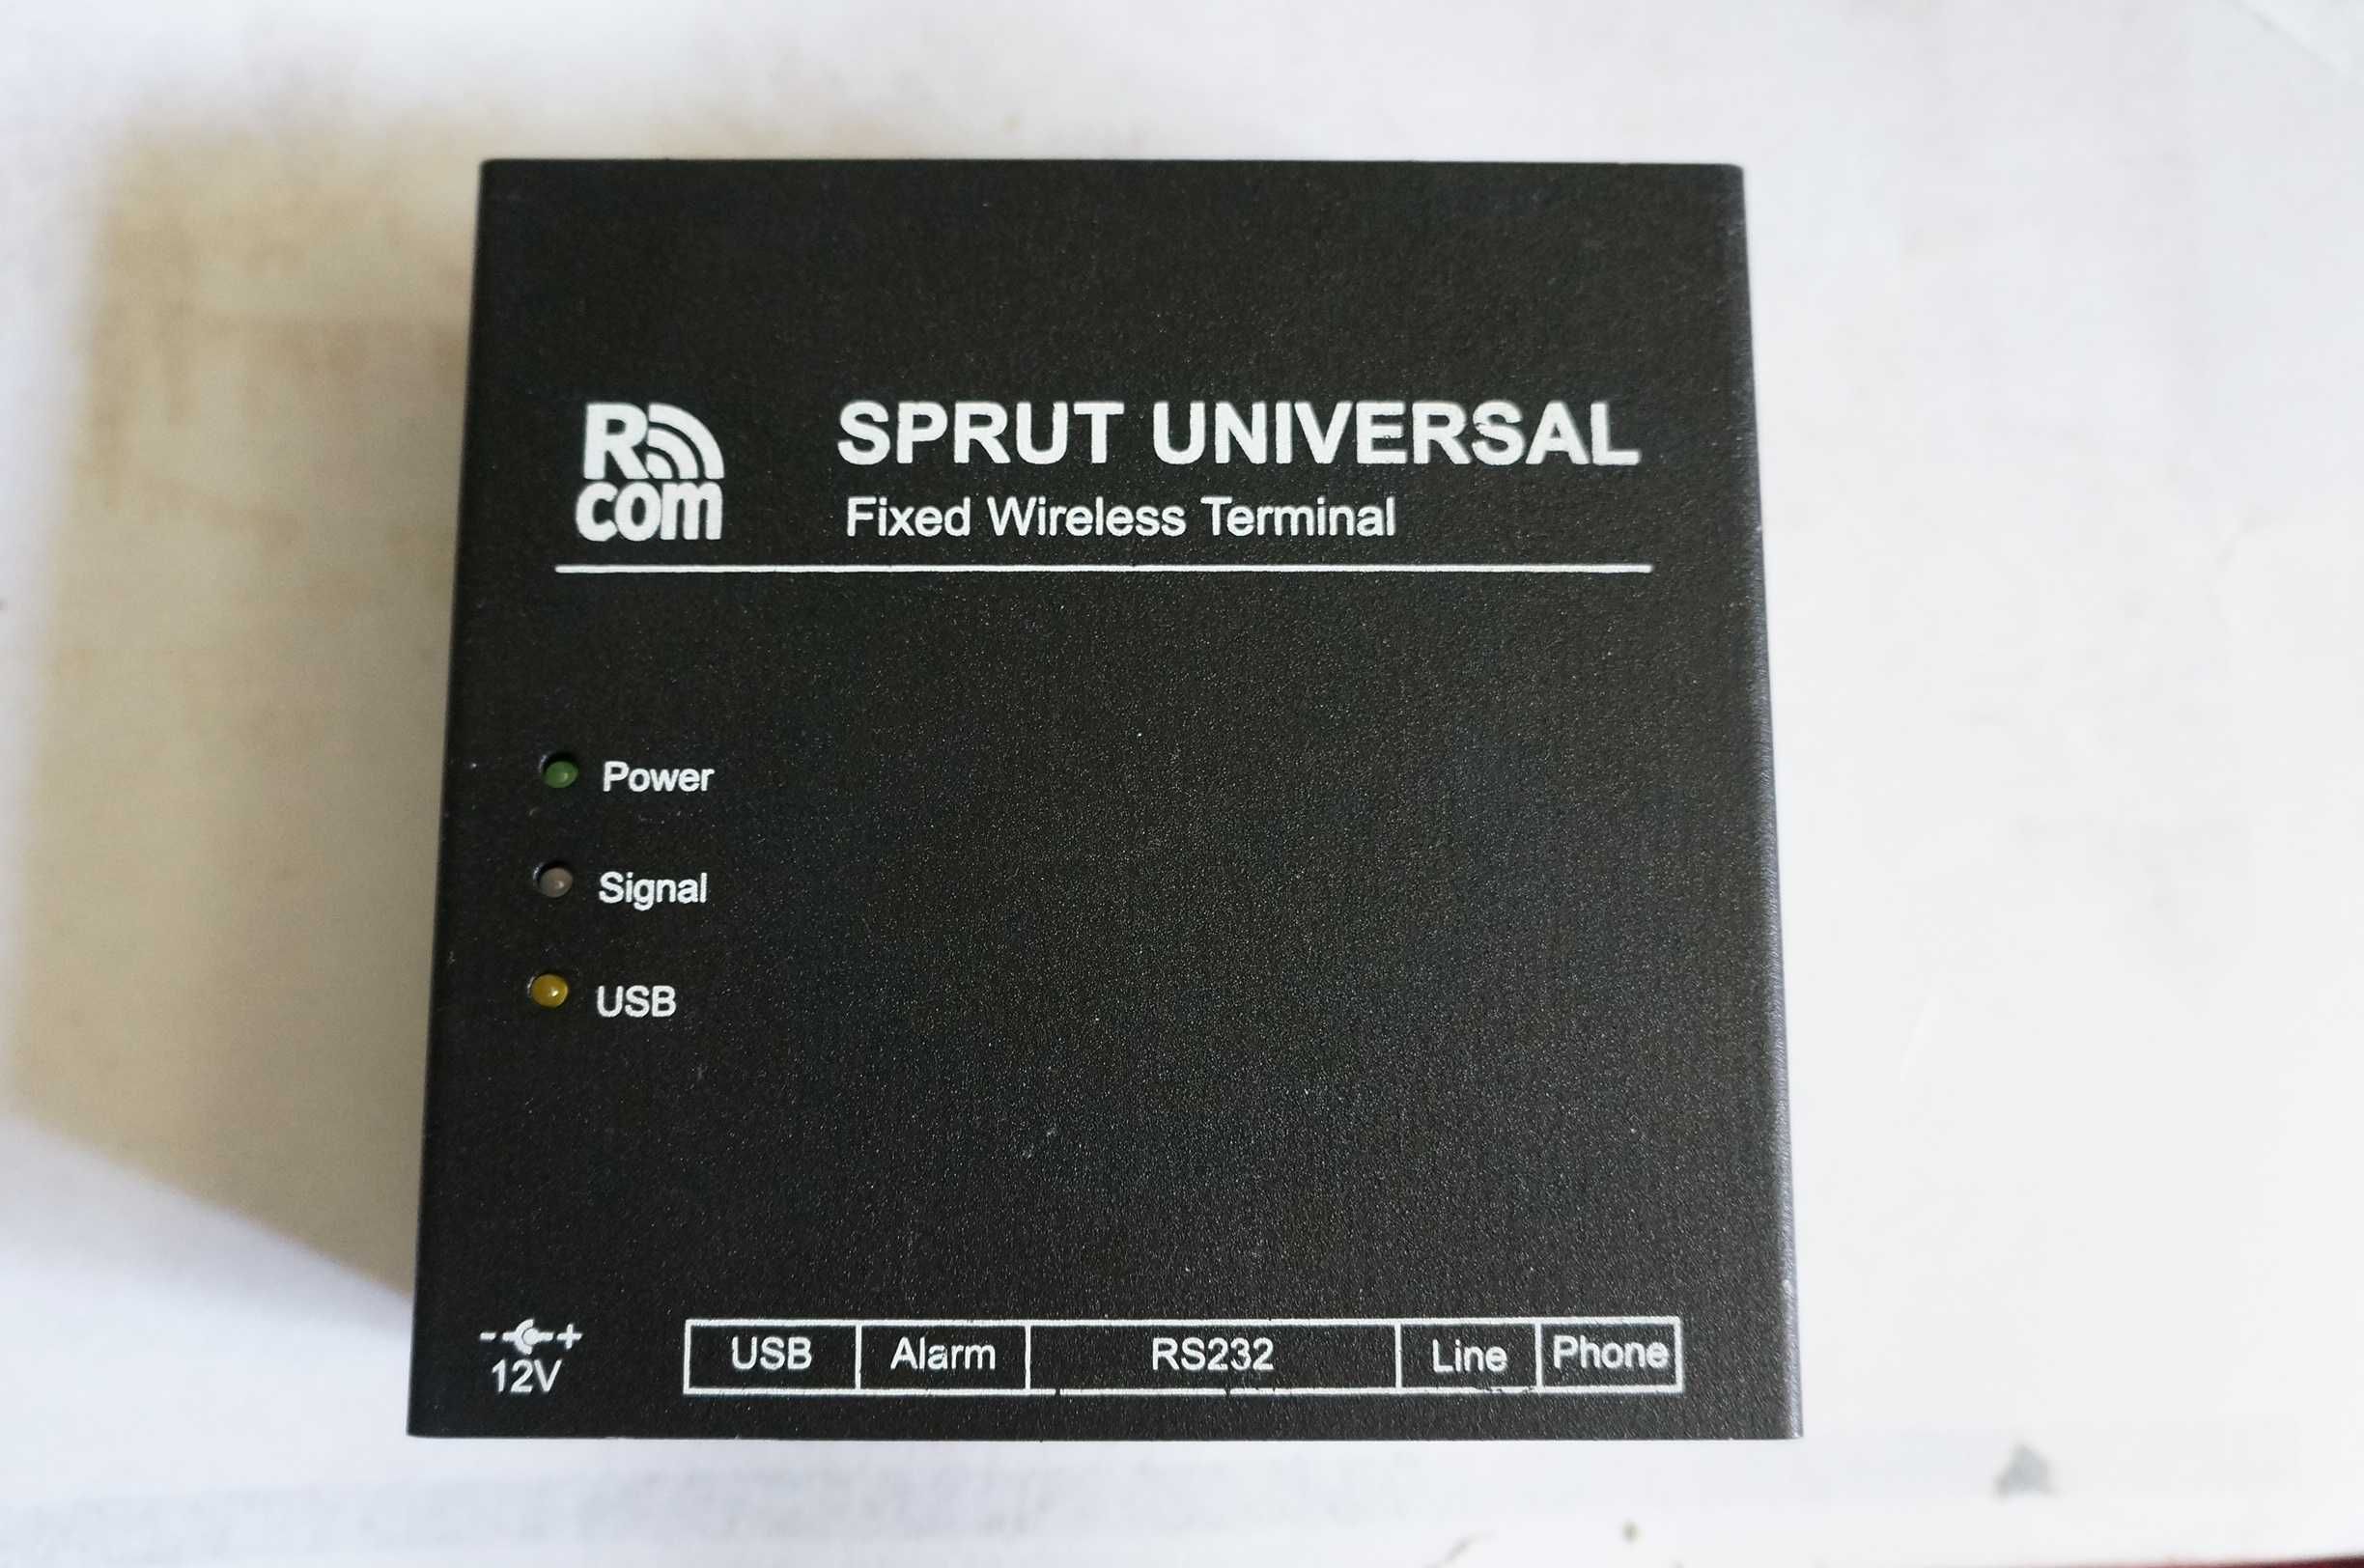 R
com
SPRUT UNIVERSAL
Fixed Wireless Terminal
Power
Signal
USB
- +
12V
USB Alarm RS232 Line Phone